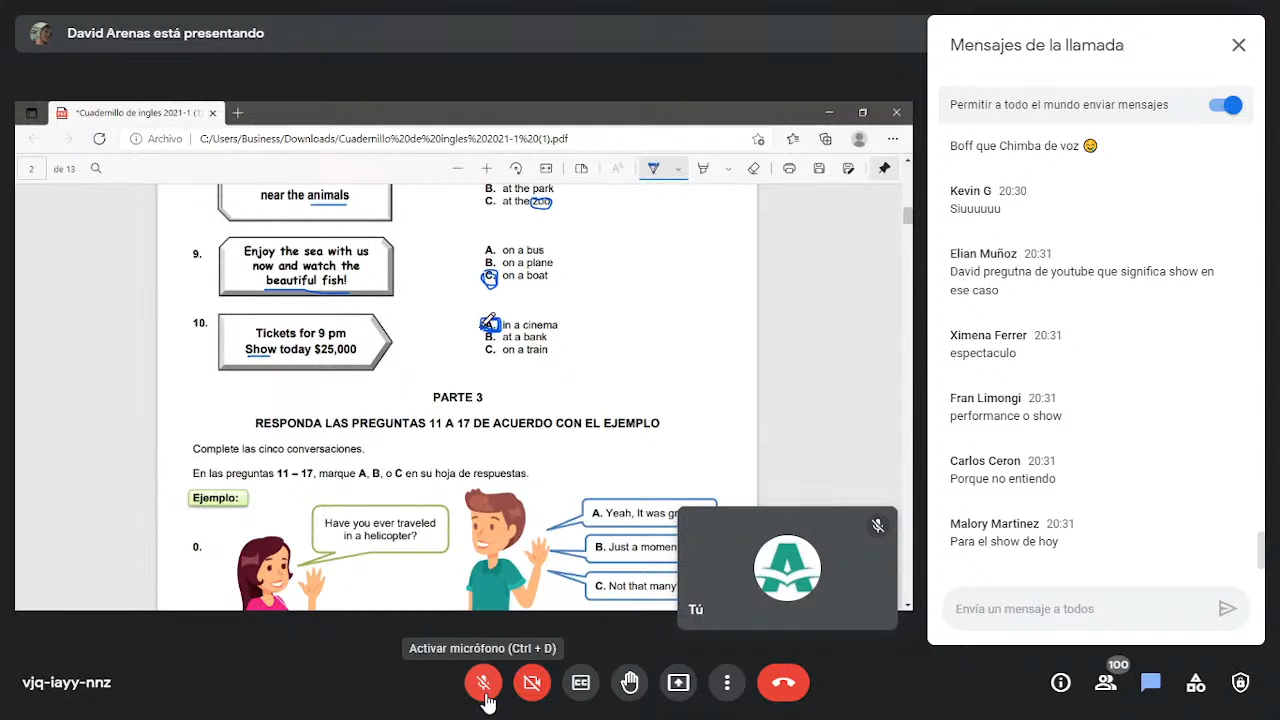 David Arenas está presentando
*Cuadernillo de ingles 2021-1 (1
Archivo
C:/Users/Business/Downloads/Cuadernillo%20de%20ingles%202021-1%20(1).pdf
2
de 13
near the animals
B. at the park
C. at the zoo
9.
Enjoy the sea with us
now and watch the
beautiful fish!
A. on a bus
B. on a plane
C. on a boat
10.
Tickets for 9 pm
Show today $25,000
A. in a cinema
B. at a bank
C. on a train
PARTE 3
RESPONDA LAS PREGUNTAS 11 A 17 DE ACUERDO CON EL EJEMPLO
Complete las cinco conversaciones.
En las preguntas 11 – 17, marque A, B, o C en su hoja de respuestas.
Ejemplo:
0.
Have you ever traveled
in a helicopter?
A. Yeah, It was gr
B. Just a momen
C. Not that many
Tú
Activar micrófono (Ctrl + D)
vjq-iayy-nnz
Mensajes de la llamada
Permitir a todo el mundo enviar mensajes
Boff que Chimba de voz 😊
Kevin G 20:30
Siuuuuuu
Elian Muñoz 20:31
David pregutna de youtube que significa show en
ese caso
Ximena Ferrer 20:31
espectaculo
Fran Limongi 20:31
performance o show
Carlos Ceron 20:31
Porque no entiendo
Malory Martinez 20:31
Para el show de hoy
Envía un mensaje a todos
100